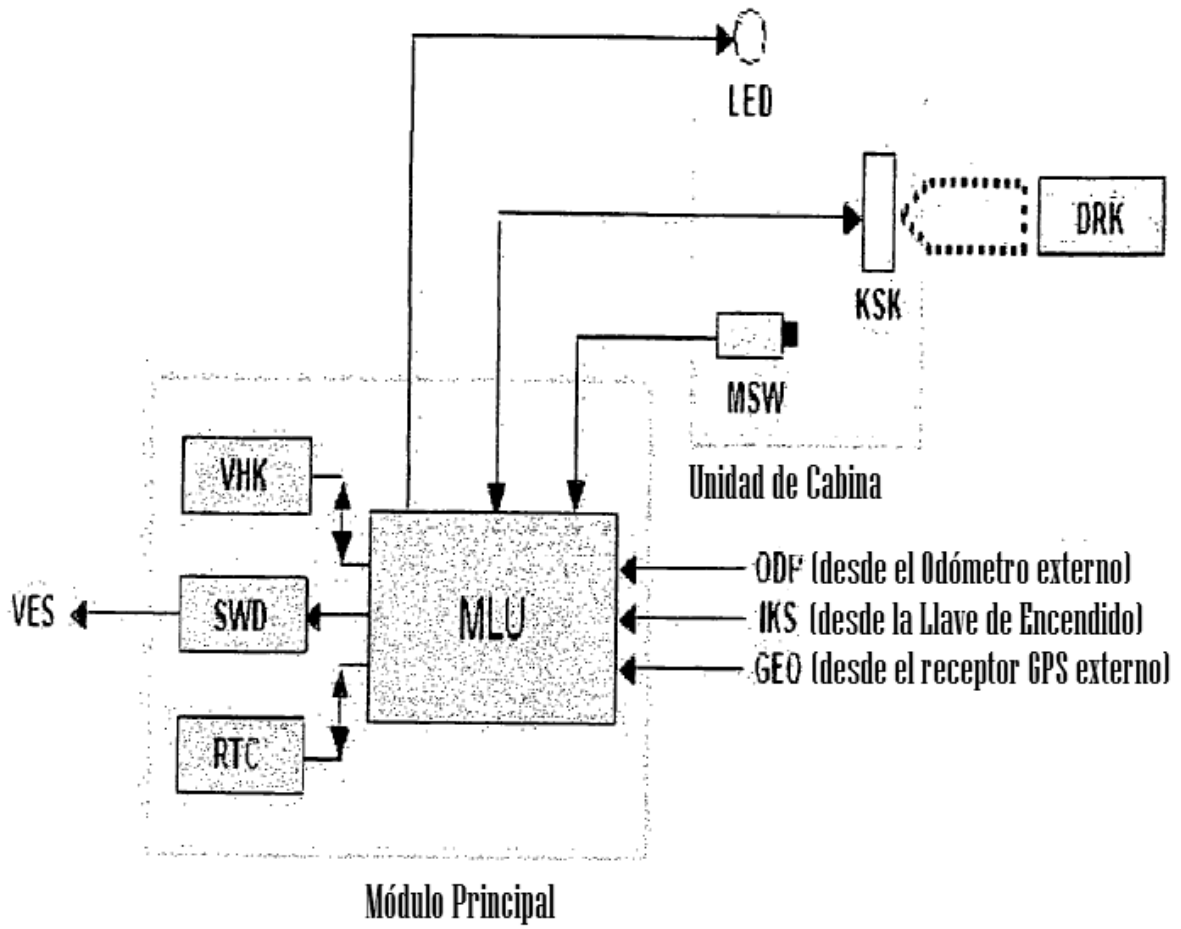 LED
DRK
KSK
MSW
Unidad de Cabina
VHK
ODP (desde el Odómetro externo)
VES
SWD
MLU
IKS (desde la Llave de Encendido)
GEO (desde el receptor GPS externo)
RTC
Módulo Principal